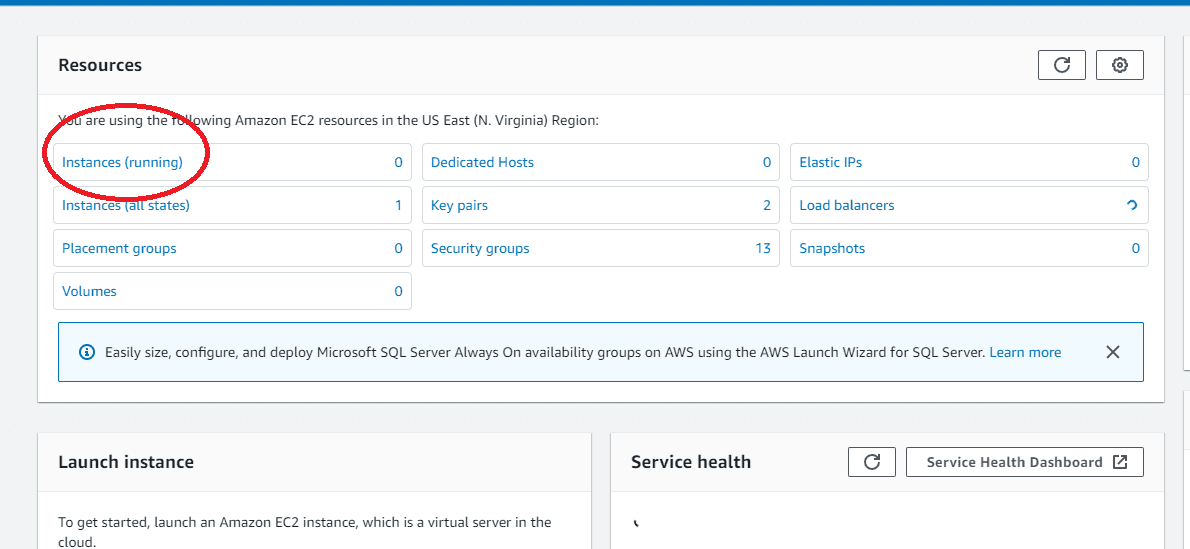 Resources
You are using the following Amazon EC2 resources in the US East (N. Virginia) Region:
Instances (running) 0 Dedicated Hosts 0 Elastic IPs 0
Instances (all states) 1 Key pairs 2 Load balancers
Placement groups 0 Security groups 13 Snapshots 0
Volumes 0
Easily size, configure, and deploy Microsoft SQL Server Always On availability groups on AWS using the AWS Launch Wizard for SQL Server. Learn more
Launch instance
To get started, launch an Amazon EC2 instance, which is a virtual server in the
cloud.
Service health
Service Health Dashboard